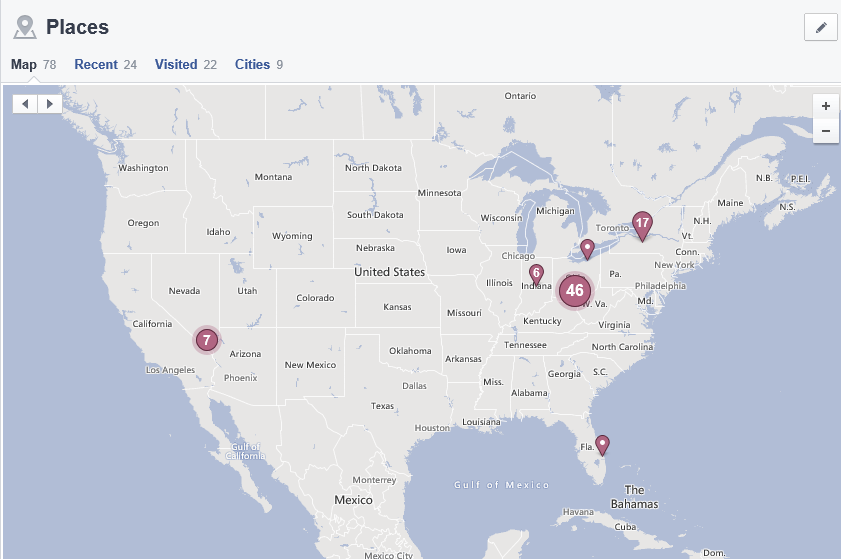 Places
Map 78 Recent 24 Visited 22 Cities 9
Ontario
+
−
Washington
Montana
North Dakota
Minnesota
N.B.
P.E.I.
Maine
N.S.
Oregon
Idaho
Wyoming
South Dakota
Wisconsin
Michigan
Toronto
17
N.H.
Vt.
Nebraska
Iowa
Chicago
Conn.
New York
United States
6
Pa.
Nevada
Utah
Colorado
Illinois
Indiana
46
Philadelphia
Kansas
Missouri
W. Va.
Md.
California
Kentucky
Virginia
7
Arizona
Oklahoma
Arkansas
Tennessee
North Carolina
Los Angeles
Phoenix
New Mexico
Dallas
Miss.
Georgia
S.C.
Alabama
Texas
Houston
Louisiana
Gulf of
California
Fla.
Monterrey
Gulf of Mexico
Mexico
The
Bahamas
Havana
Cuba
Mexico City
Dom.